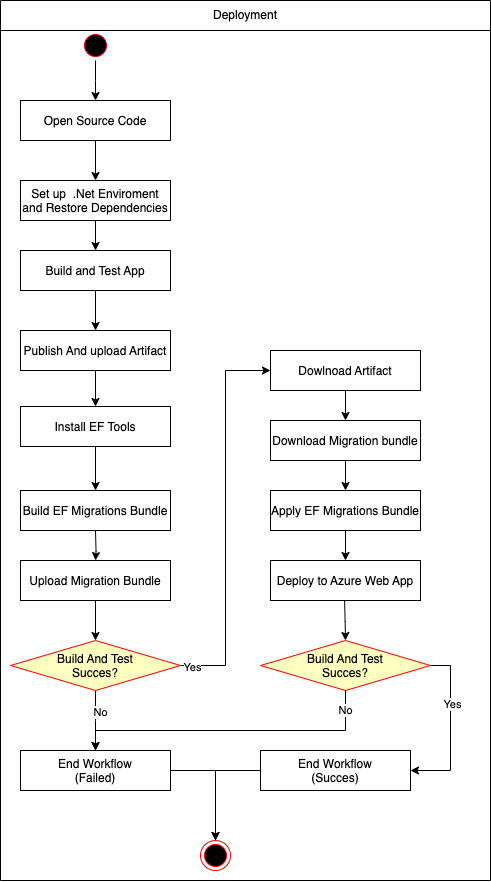 Deployment
Open Source Code
Set up .Net Enviroment
and Restore Dependencies
Build and Test App
Publish And upload Artifact
Install EF Tools
Build EF Migrations Bundle
Upload Migration Bundle
Build And Test
Succes?
Yes
No
Dowlnoad Artifact
Download Migration bundle
Apply EF Migrations Bundle
Deploy to Azure Web App
Build And Test
Succes?
No
Yes
End Workflow
(Failed)
End Workflow
(Succes)